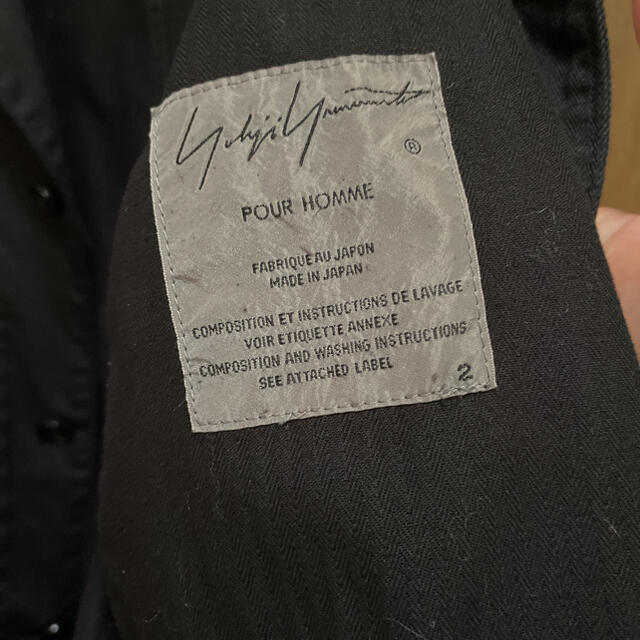 Yohji Yamamoto
®
POUR HOMME
FABRIQUE AU JAPON
MADE IN JAPAN
COMPOSITION ET INSTRUCTIONS DE LAVAGE
VOIR ETIQUETTE ANNEXE
COMPOSITION AND WASHING INSTRUCTIONS
SEE ATTACHED LABEL
2